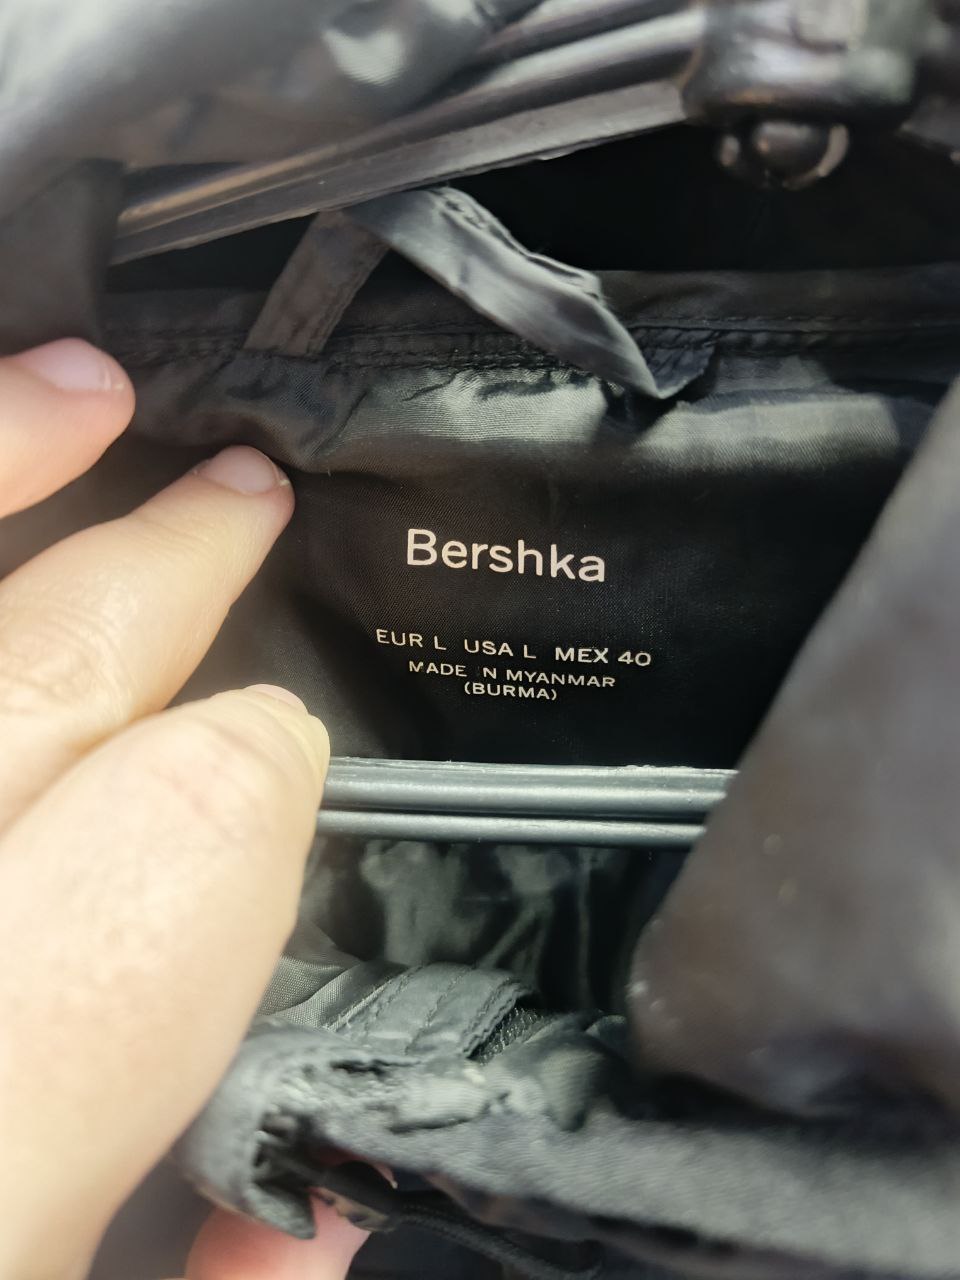 Bershka
EUR L USA L MEX 40
MADE N MYANMAR
(BURMA)